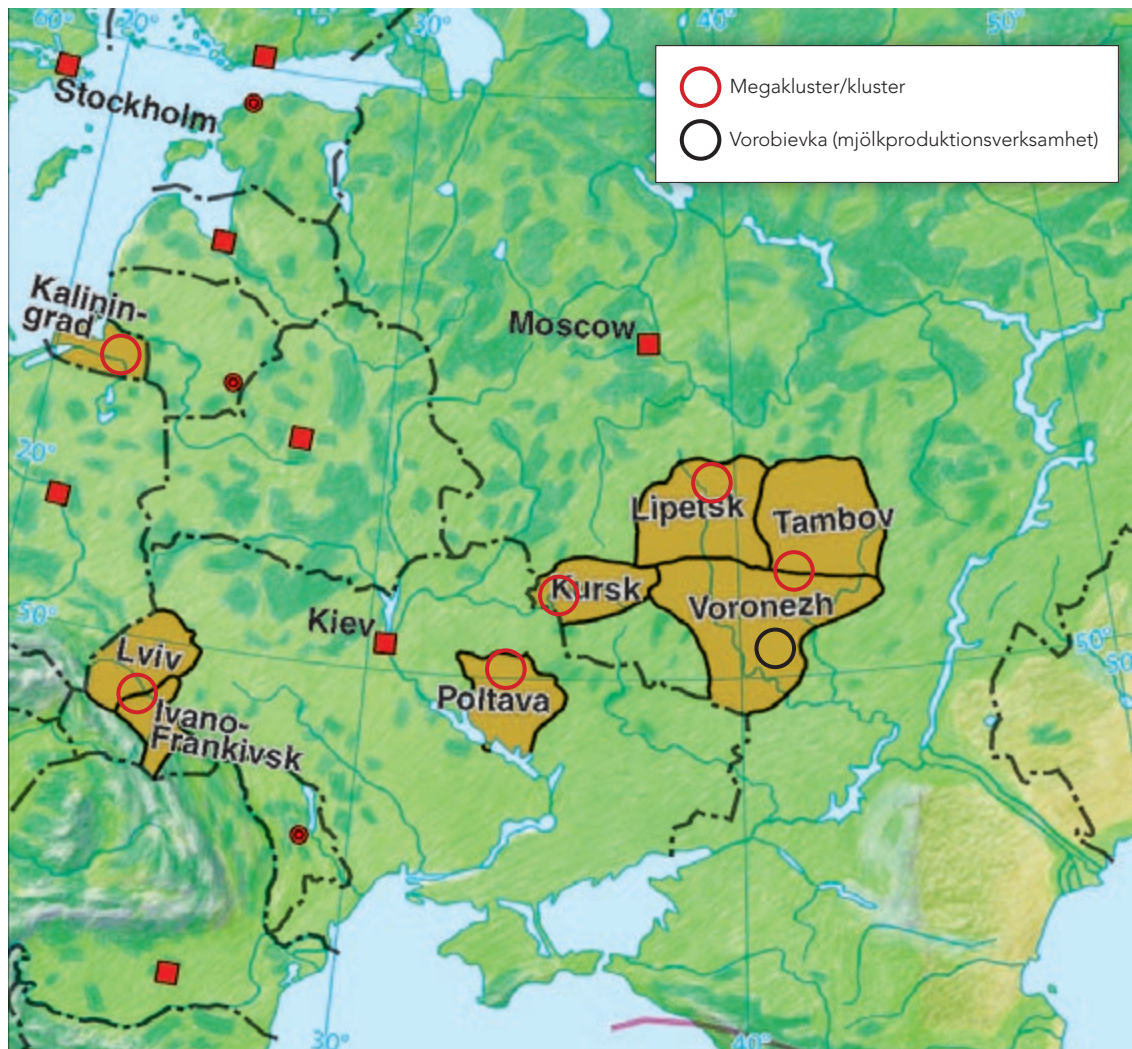 60° 20°
30°
40°
50°
Megakluster/kluster
Vorobievka (mjölkproduktionsverksamhet)
Stockholm
Kalinin-
grad
Moscow
20°
Lipetsk
Tambov
Kursk
Voronezh
50°
Kiev
50°
50
Lviv
Poltava
Ivano-
Frankivsk
30°
40°